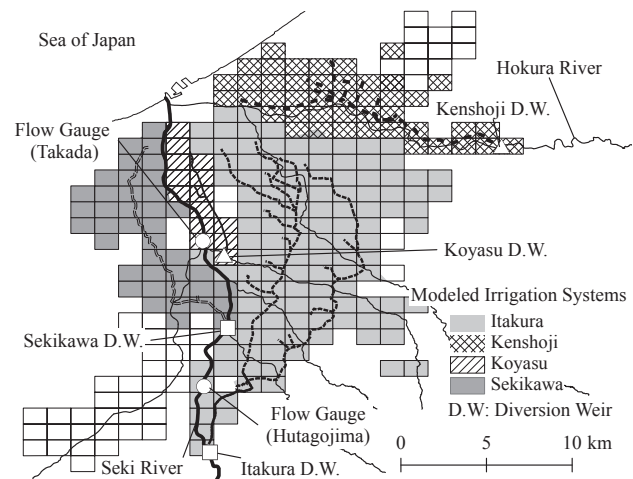 Sea of Japan
Hokura River
Kenshoji D.W.
Flow Gauge
(Takada)
Koyasu D.W.
Modeled Irrigation Systems
Itakura
Kenshoji
Koyasu
Sekikawa
D.W: Diversion Weir
Sekikawa D.W.
Flow Gauge
(Hutagojima)
Seki River
Itakura D.W.
0 5 10 km